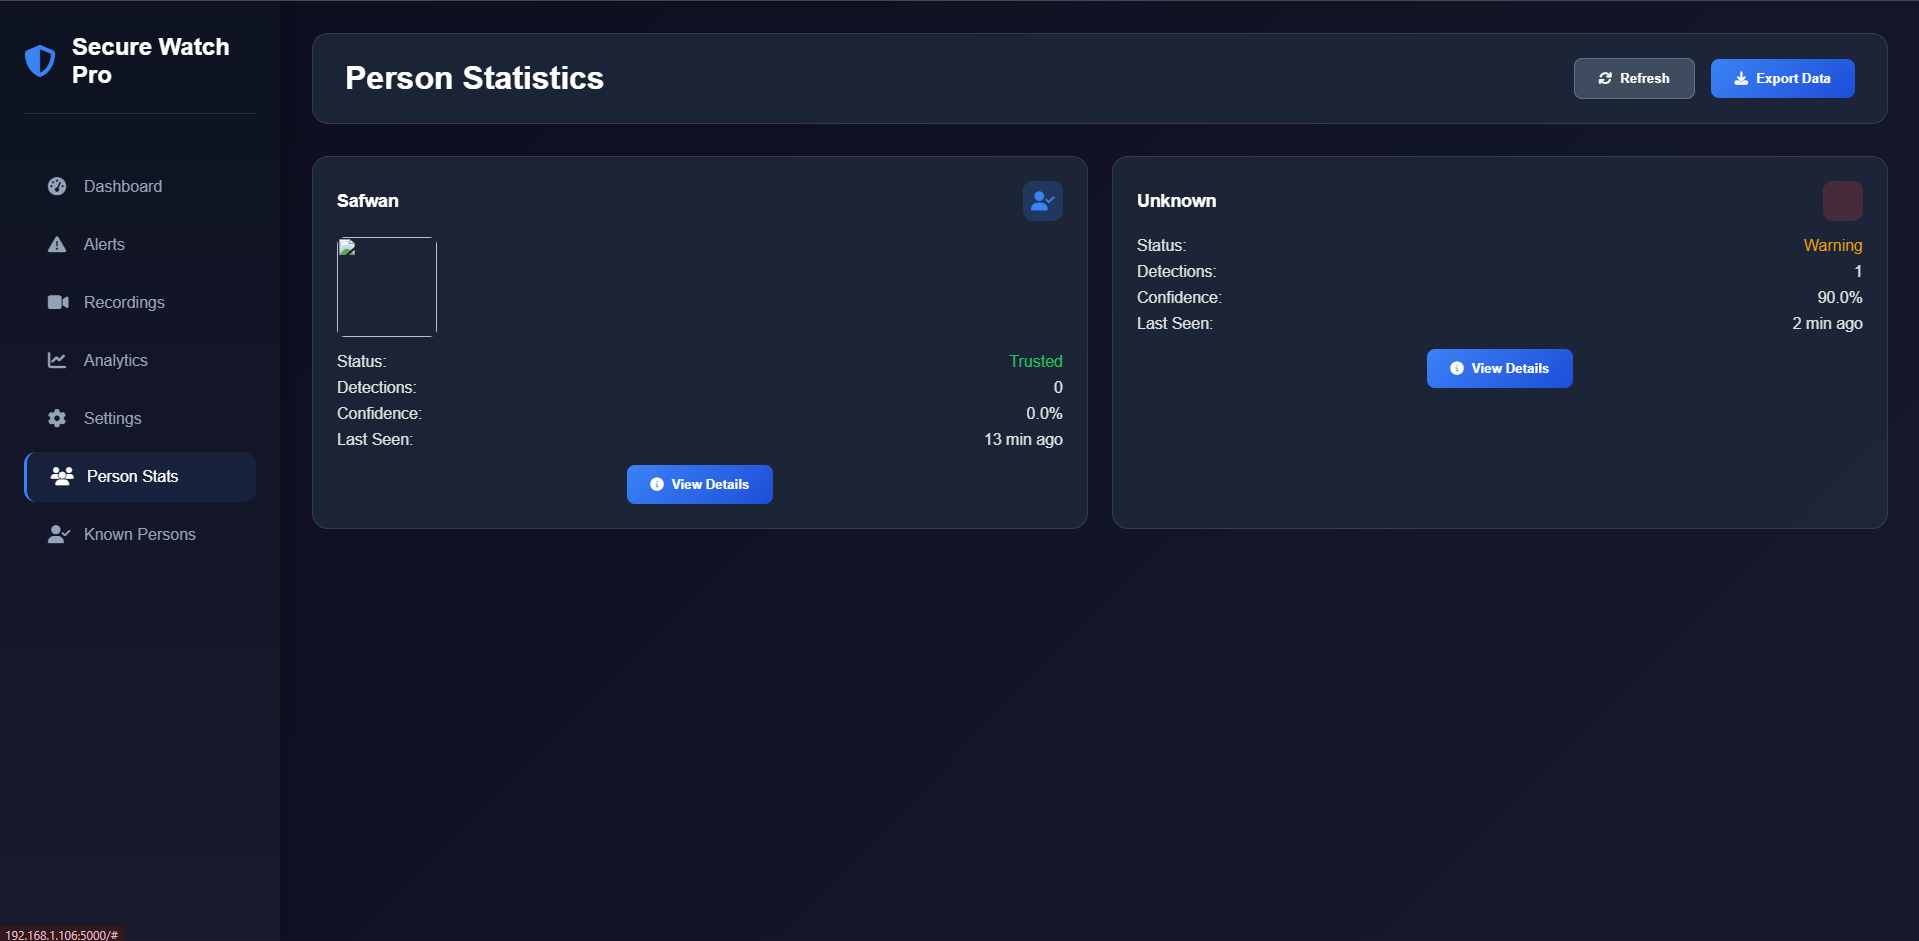 Secure Watch
Pro
Dashboard
Alerts
Recordings
Analytics
Settings
Person Stats
Known Persons
Person Statistics
Refresh
Export Data
Safwan
Status: Trusted
Detections: 0
Confidence: 0.0%
Last Seen: 13 min ago
View Details
Unknown
Status: Warning
Detections: 1
Confidence: 90.0%
Last Seen: 2 min ago
View Details
192.168.1.106:5000/#